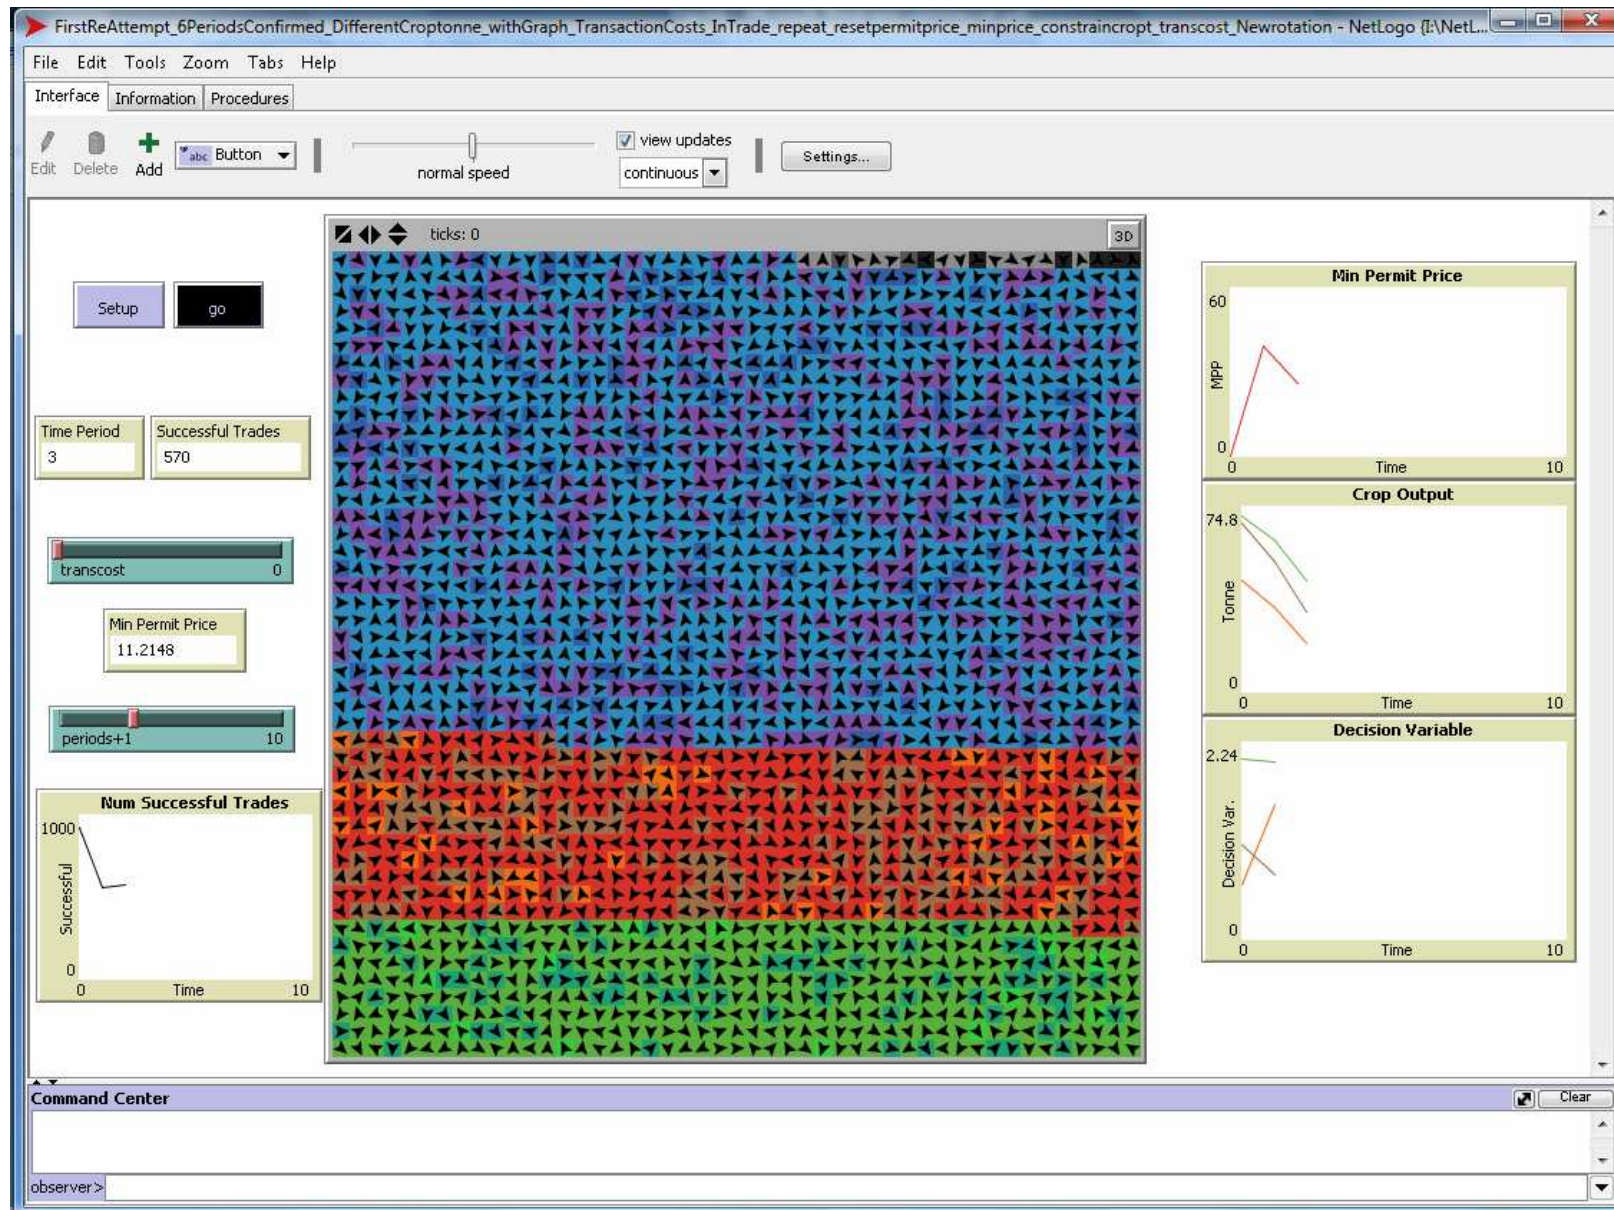 FirstReAttempt_6PeriodsConfirmed_DifferentCroptonne_withGraph_TransactionCosts_InTrade_repeat_resetpermitprice_minprice_constraincropt_transcost_Newrotation - NetLogo {I:\NetL...
File Edit Tools Zoom Tabs Help
Interface Information Procedures
Edit Delete Add abc Button normal speed view updates continuous Settings...
ticks: 0 3D
Setup go
Time Period Successful Trades
3 570
transcost 0
Min Permit Price
11.2148
periods+1 10
Num Successful Trades
1000
Successful
0
0 Time 10
Min Permit Price
60
MPP
0
0 Time 10
Crop Output
74.8
Tonne
0
0 Time 10
Decision Variable
2.24
Decision Var.
0
0 Time 10
Command Center Clear
observer>